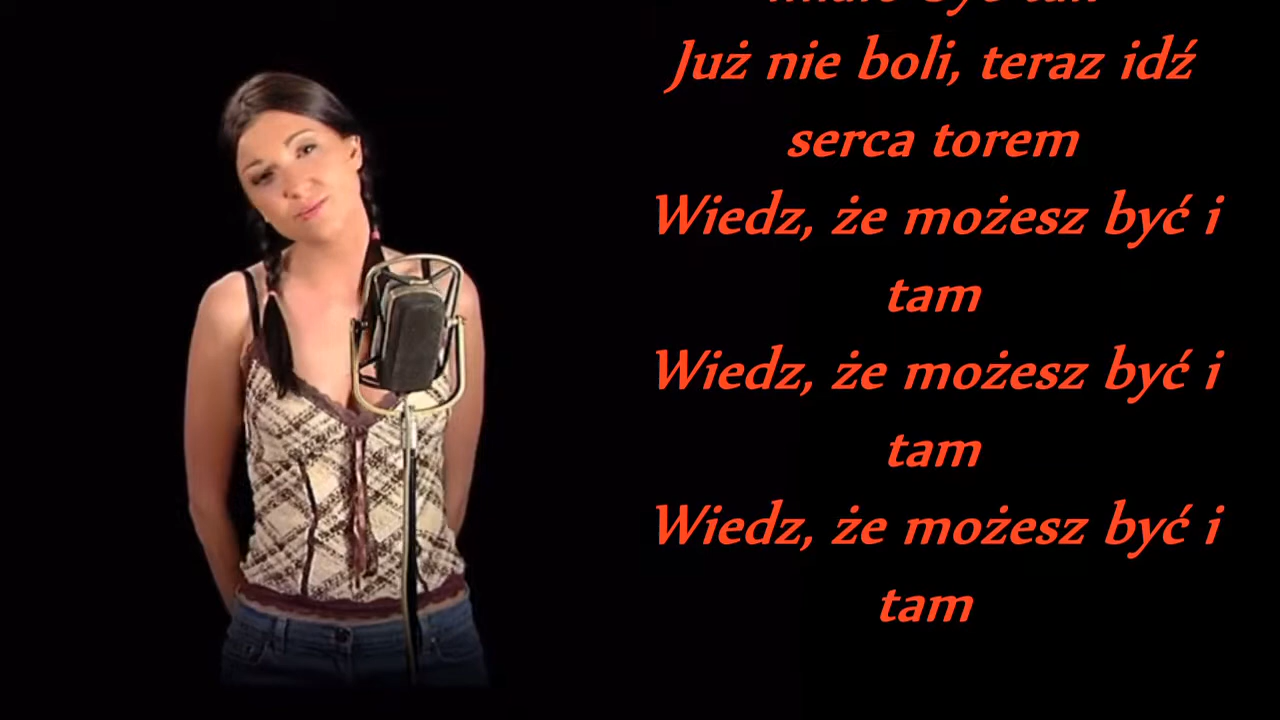 Już nie boli, teraz idź
serca torem
Wiedz, że możesz być i
tam
Wiedz, że możesz być i
tam
Wiedz, że możesz być i
tam